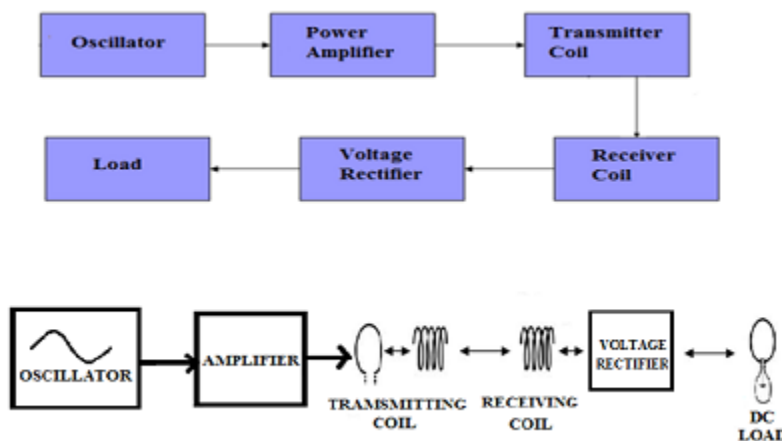 Oscillator
Power
Amplifier
Transmitter
Coil
Load
Voltage
Rectifier
Receiver
Coil
OSCILLATOR
AMPLIFIER
TRAMSMITTING
COIL
RECEIVING
COIL
VOLTAGE
RECTIFIER
DC
LOAD